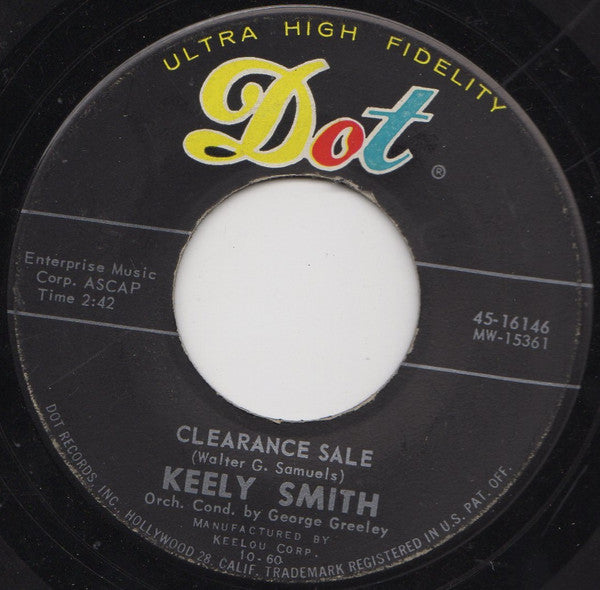 ULTRA HIGH FIDELITY
Dot
®
Enterprise Music
Corp. ASCAP
Time 2:42
45-16146
MW-15361
CLEARANCE SALE
(Walter G. Samuels)
KEELY SMITH
Orch. Cond. by George Greeley
MANUFACTURED BY
KEELOU CORP.
10-60
DOT RECORDS, INC., HOLLYWOOD 28, CALIF. TRADEMARK REGISTERED IN U.S. PAT. OFF.